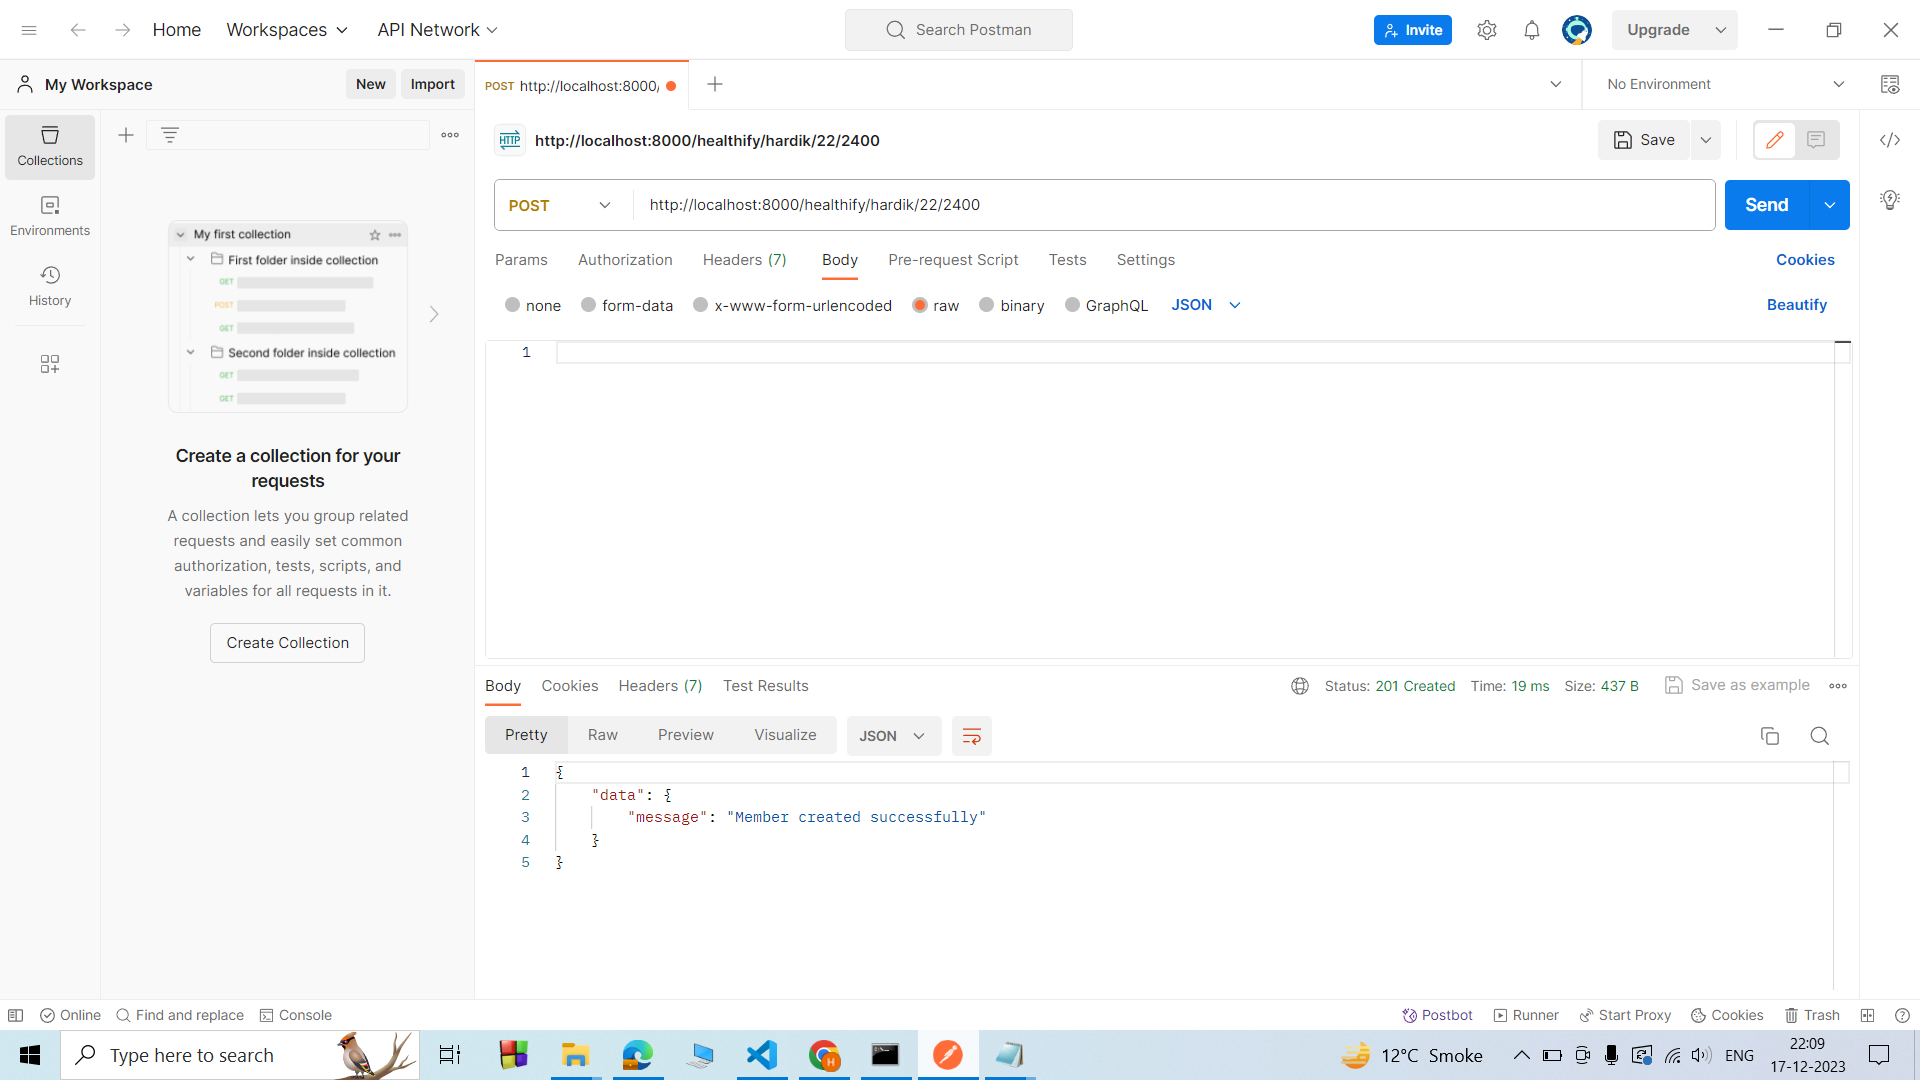 Home Workspaces API Network Search Postman Invite Upgrade
My Workspace New Import POST http://localhost:8000/ No Environment
Collections
Environments
History
My first collection
First folder inside collection
GET
POST
GET
Second folder inside collection
GET
GET
Create a collection for your
requests
A collection lets you group related
requests and easily set common
authorization, tests, scripts, and
variables for all requests in it.
Create Collection
HTTP http://localhost:8000/healthify/hardik/22/2400 Save
POST http://localhost:8000/healthify/hardik/22/2400 Send
Params Authorization Headers (7) Body Pre-request Script Tests Settings Cookies
none form-data x-www-form-urlencoded raw binary GraphQL JSON Beautify
1
Body Cookies Headers (7) Test Results Status: 201 Created Time: 19 ms Size: 437 B Save as example
Pretty Raw Preview Visualize JSON
1 {
2 "data": {
3 "message": "Member created successfully"
4 }
5 }
Online Find and replace Console Postbot Runner Start Proxy Cookies Trash
Type here to search H 12°C Smoke ENG 22:09
17-12-2023